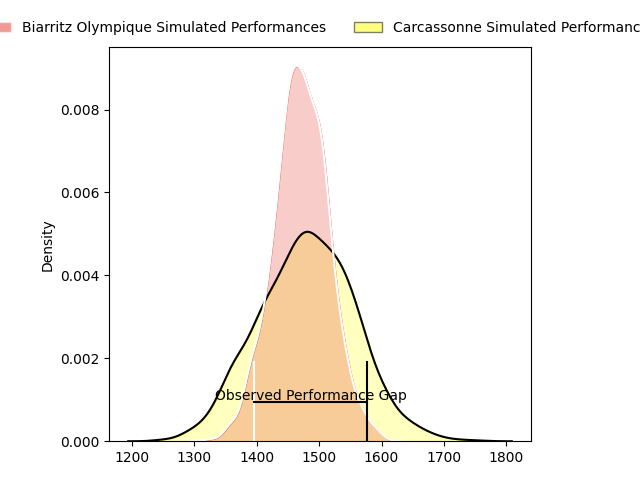 Biarritz Olympique Simulated Performances
Carcassonne Simulated Performanc
Density
0.008
0.006
0.004
0.002
0.000
Observed Performance Gap
1200 1300 1400 1500 1600 1700 1800